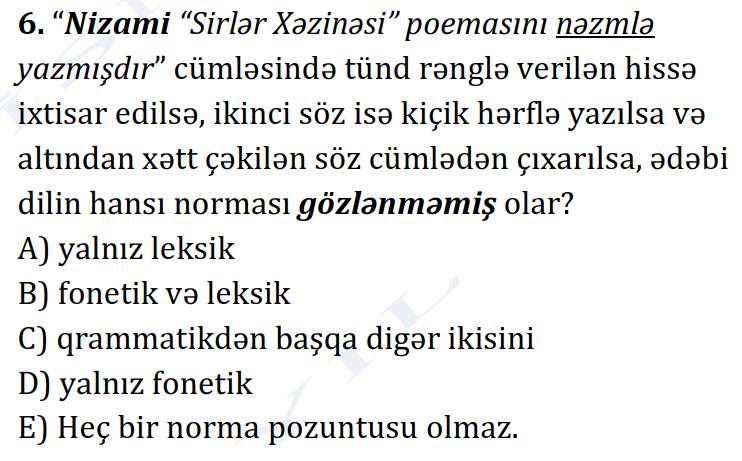 6. “Nizami “Sirlər Xəzinəsi” poemasını nəzmlə
yazmışdır” cümləsində tünd rənglə verilən hissə
ixtisar edilsə, ikinci söz isə kiçik hərflə yazılsa və
altından xətt çəkilən söz cümlədən çıxarılsa, ədəbi
dilin hansı norması gözlənməmiş olar?
A) yalnız leksik
B) fonetik və leksik
C) qrammatikdən başqa digər ikisini
D) yalnız fonetik
E) Heç bir norma pozuntusu olmaz.